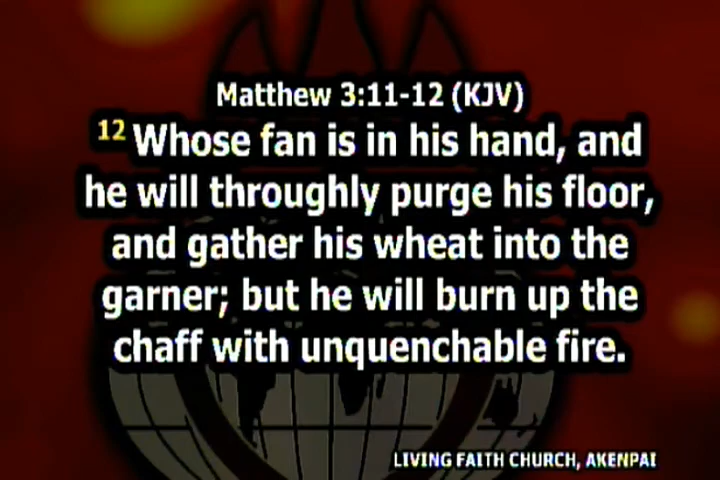 Matthew 3:11-12 (KJV)
12 Whose fan is in his hand, and
he will throughly purge his floor,
and gather his wheat into the
garner; but he will burn up the
chaff with unquenchable fire.
LIVING FAITH CHURCH, AKENPAI